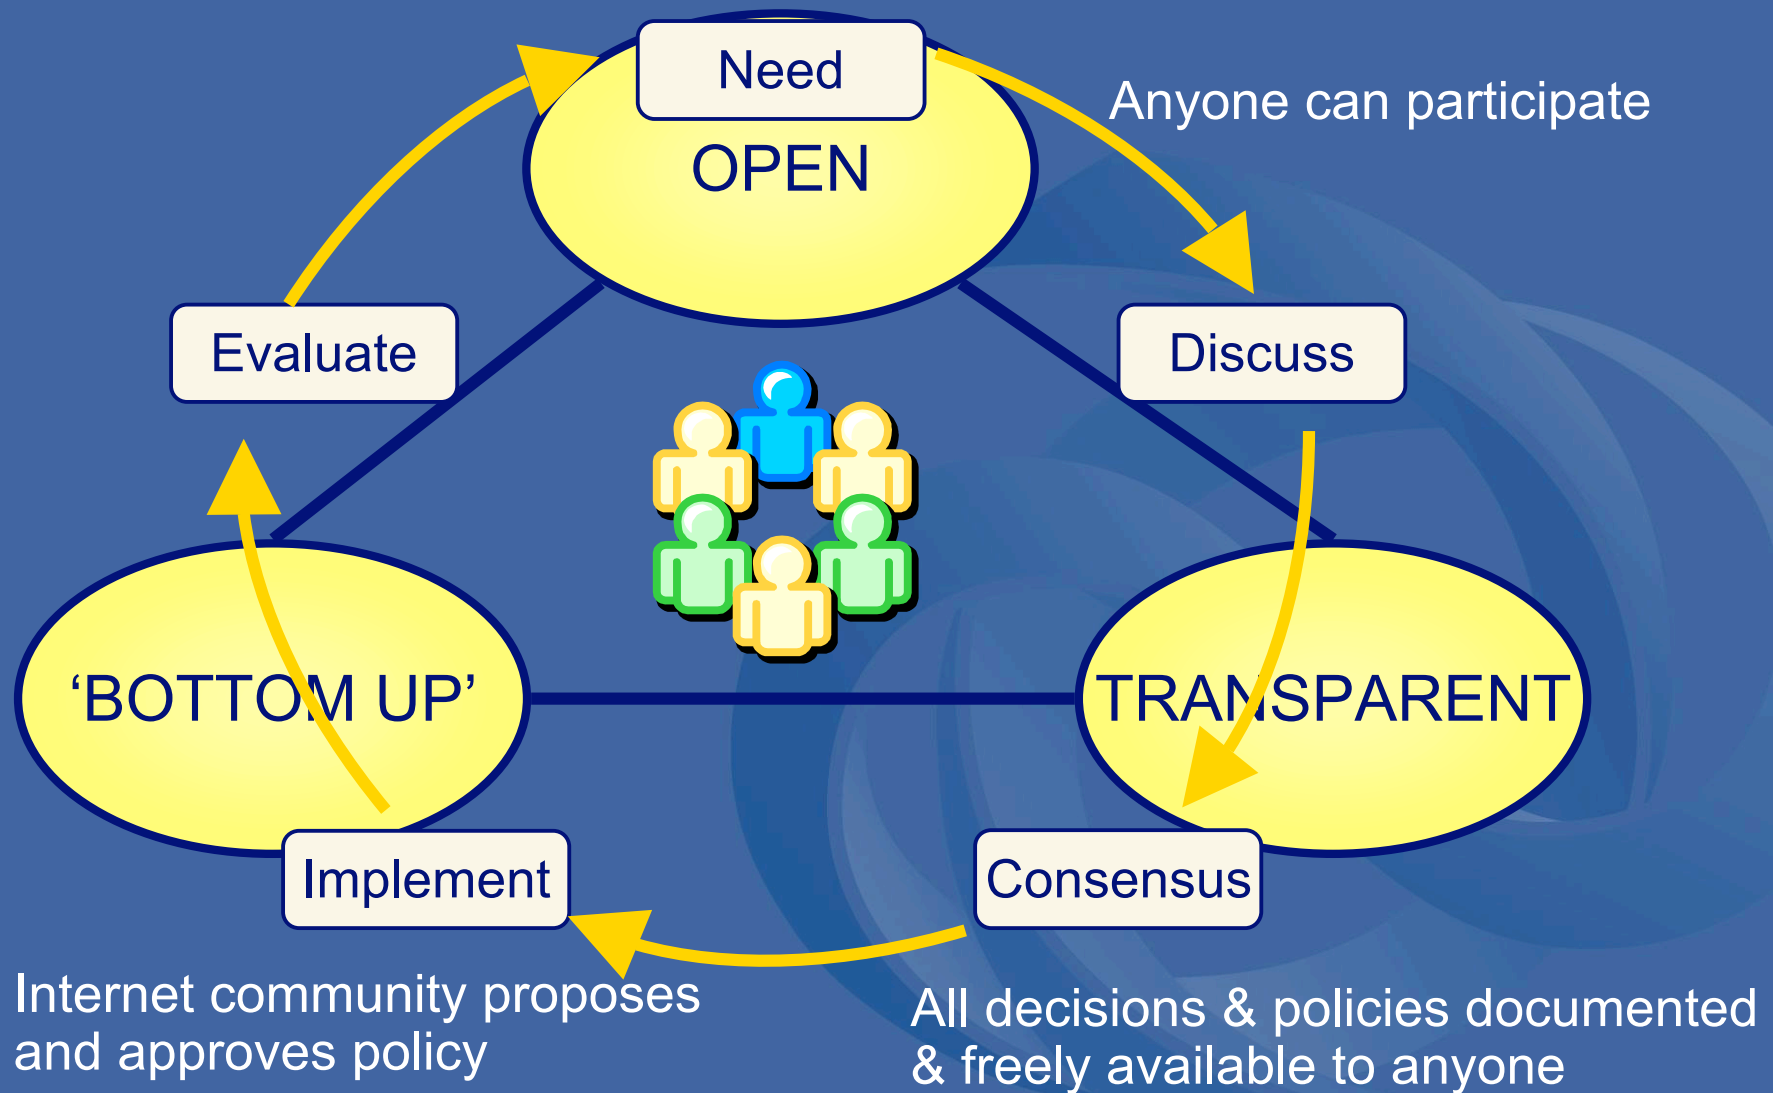 Need
OPEN
Anyone can participate
Evaluate
Discuss
‘BOTTOM UP’
TRANSPARENT
Implement
Consensus
Internet community proposes
and approves policy
All decisions & policies documented
& freely available to anyone